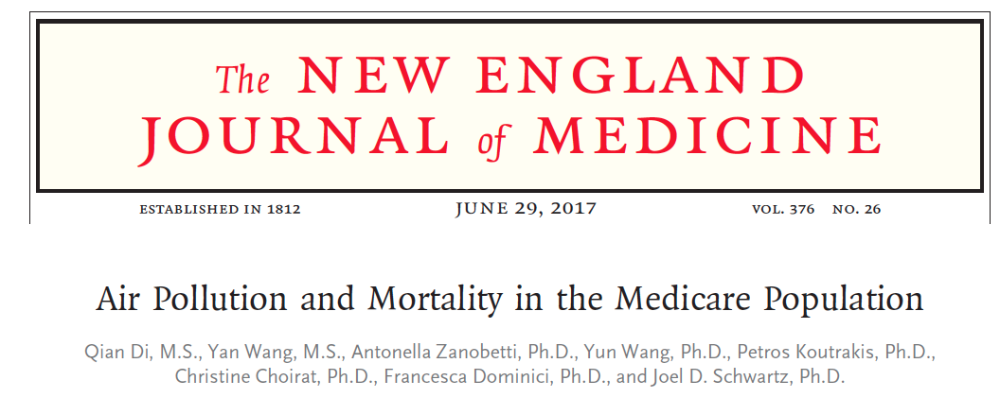 The NEW ENGLAND
JOURNAL of MEDICINE
ESTABLISHED IN 1812 JUNE 29, 2017 VOL. 376 NO. 26
Air Pollution and Mortality in the Medicare Population
Qian Di, M.S., Yan Wang, M.S., Antonella Zanobetti, Ph.D., Yun Wang, Ph.D., Petros Koutrakis, Ph.D.,
Christine Choirat, Ph.D., Francesca Dominici, Ph.D., and Joel D. Schwartz, Ph.D.